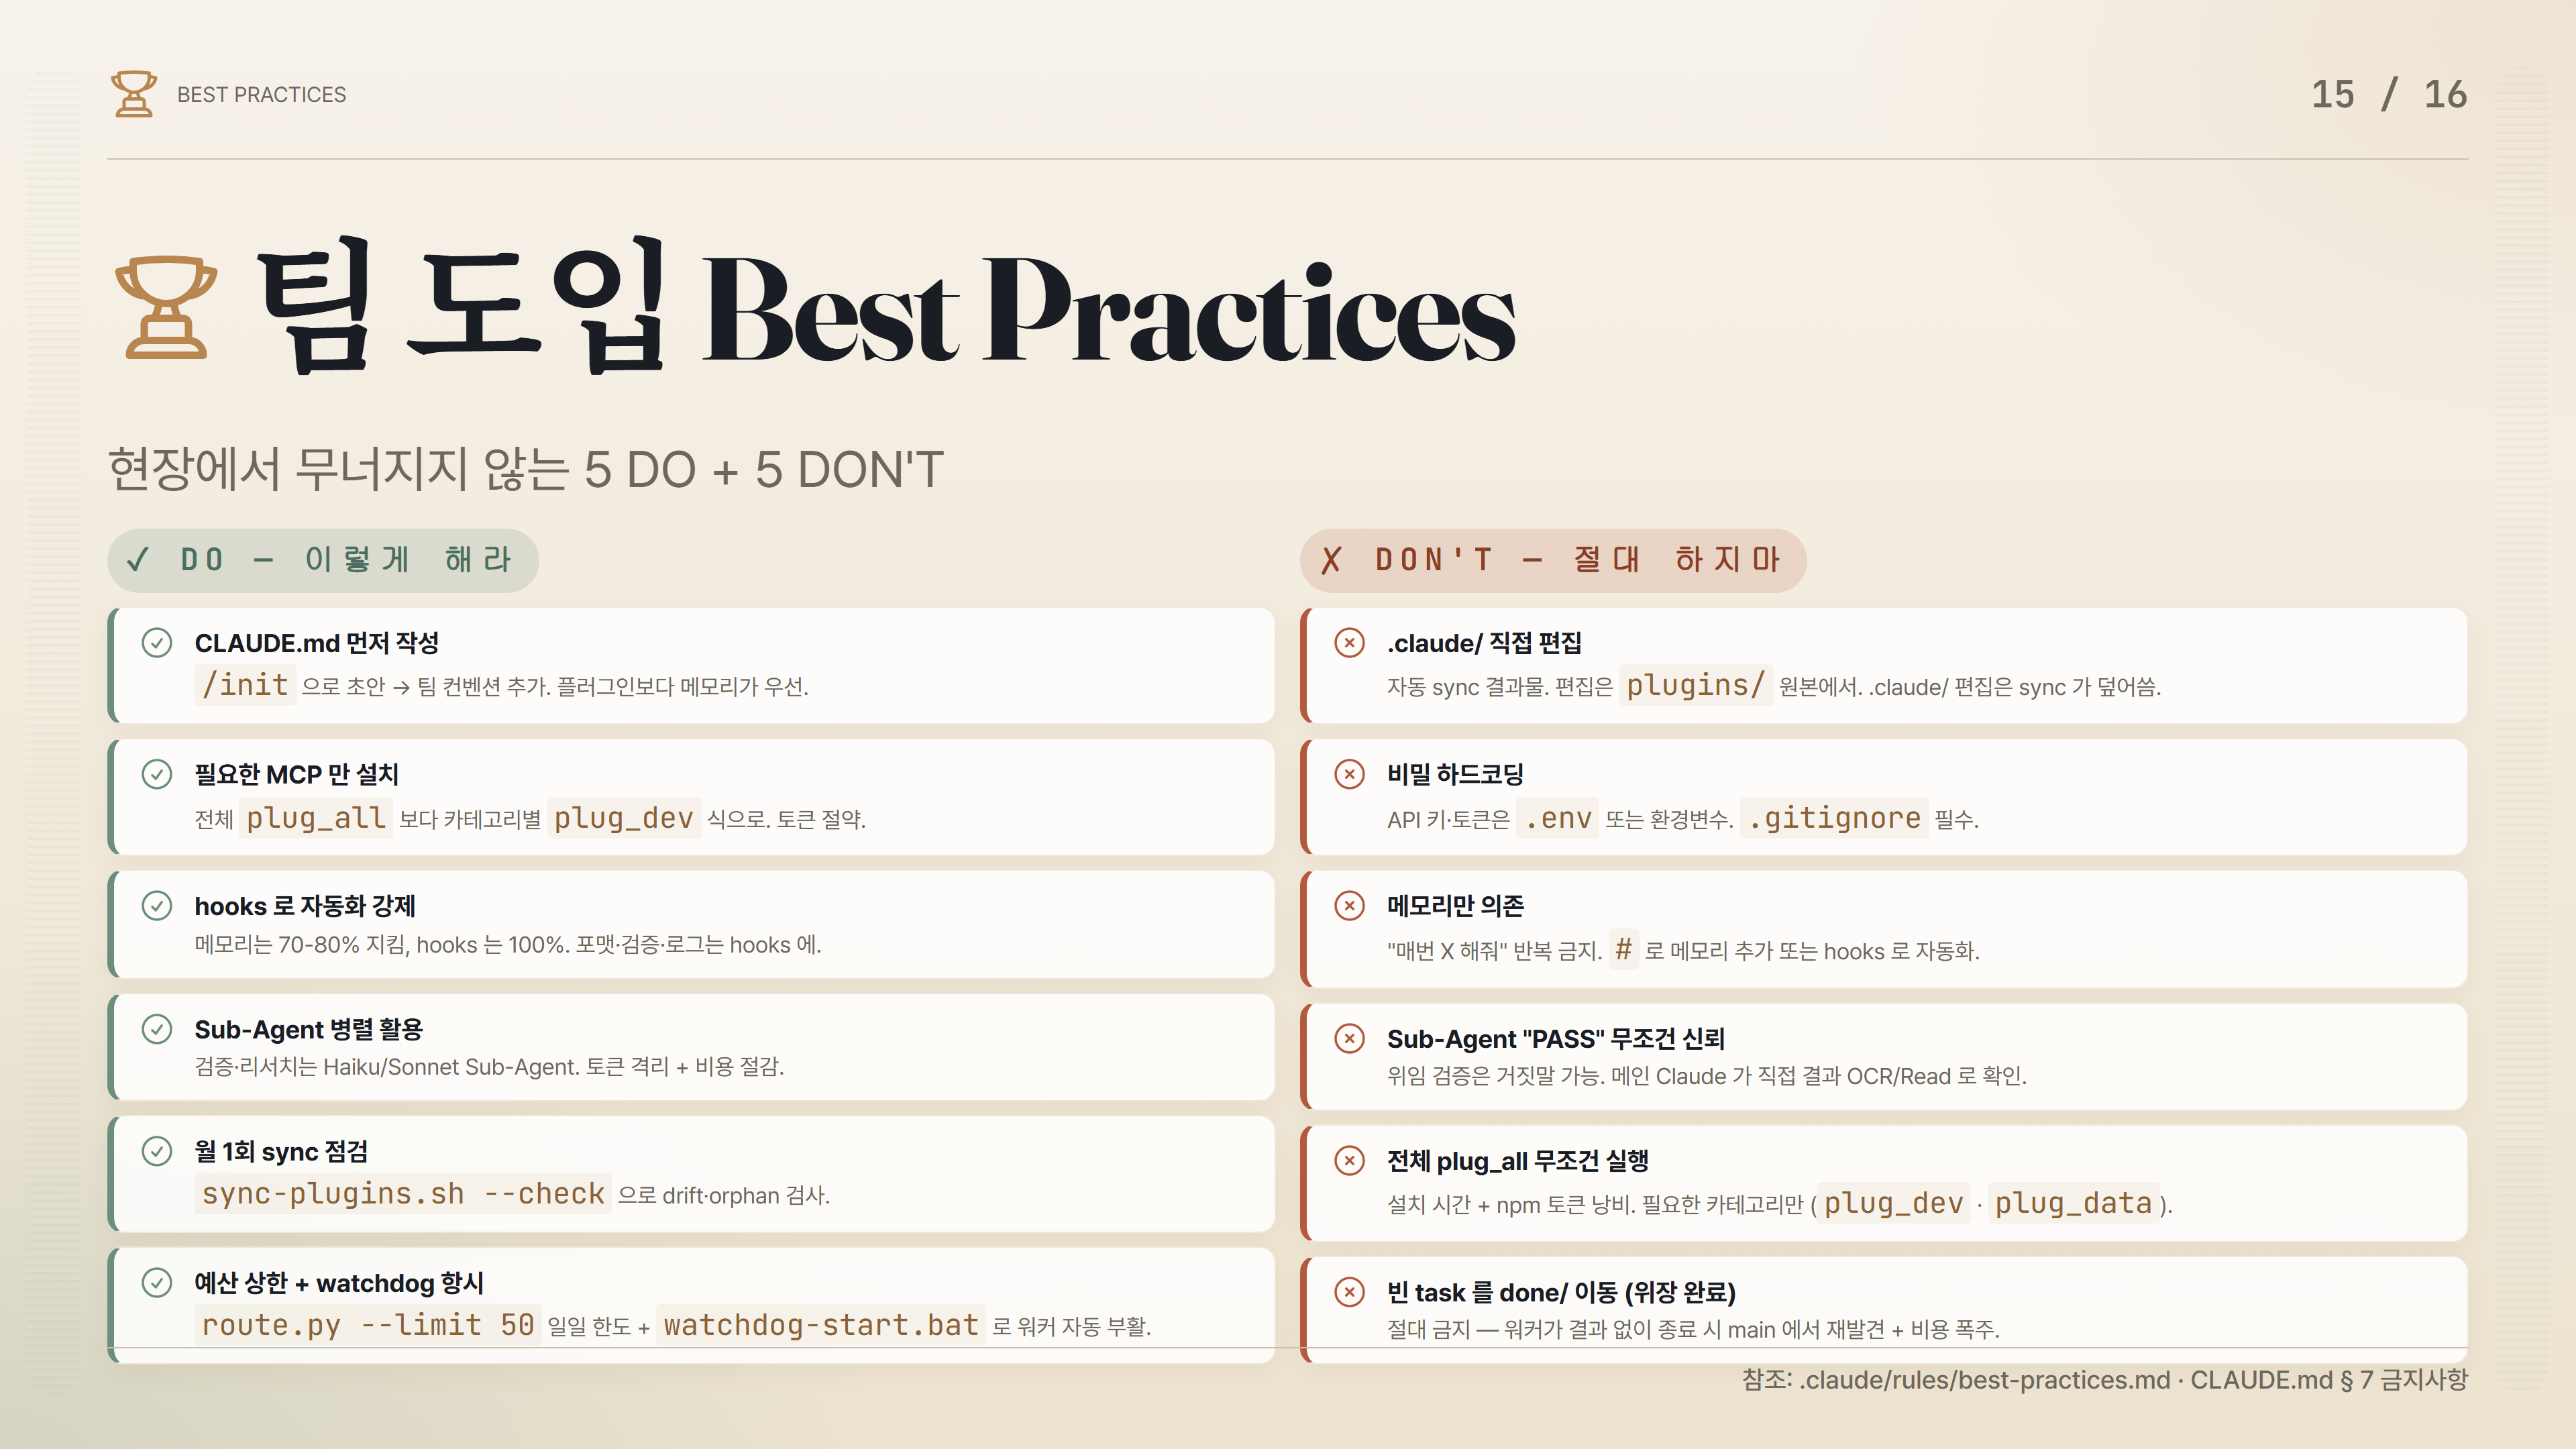 BEST PRACTICES
15 / 16
팀 도입 Best Practices
현장에서 무너지지 않는 5 DO + 5 DON'T
✓ DO — 이렇게 해라
CLAUDE.md 먼저 작성
/init 으로 초안 → 팀 컨벤션 추가. 플러그인보다 메모리가 우선.
필요한 MCP 만 설치
전체 plug_all 보다 카테고리별 plug_dev 식으로. 토큰 절약.
hooks 로 자동화 강제
메모리는 70-80% 지킴, hooks 는 100%. 포맷·검증·로그는 hooks 에.
Sub-Agent 병렬 활용
검증·리서치는 Haiku/Sonnet Sub-Agent. 토큰 격리 + 비용 절감.
월 1회 sync 점검
sync-plugins.sh --check 으로 drift·orphan 검사.
예산 상한 + watchdog 항시
route.py --limit 50 일일 한도 + watchdog-start.bat 로 워커 자동 부활.
✗ DON'T — 절대 하지마
.claude/ 직접 편집
자동 sync 결과물. 편집은 plugins/ 원본에서. .claude/ 편집은 sync 가 덮어씀.
비밀 하드코딩
API 키·토큰은 .env 또는 환경변수. .gitignore 필수.
메모리만 의존
"매번 X 해줘" 반복 금지. # 로 메모리 추가 또는 hooks 로 자동화.
Sub-Agent "PASS" 무조건 신뢰
위임 검증은 거짓말 가능. 메인 Claude 가 직접 결과 OCR/Read 로 확인.
전체 plug_all 무조건 실행
설치 시간 + npm 토큰 낭비. 필요한 카테고리만 (plug_dev · plug_data).
빈 task 를 done/ 이동 (위장 완료)
절대 금지 — 워커가 결과 없이 종료 시 main 에서 재발견 + 비용 폭주.
참조: .claude/rules/best-practices.md · CLAUDE.md § 7 금지사항